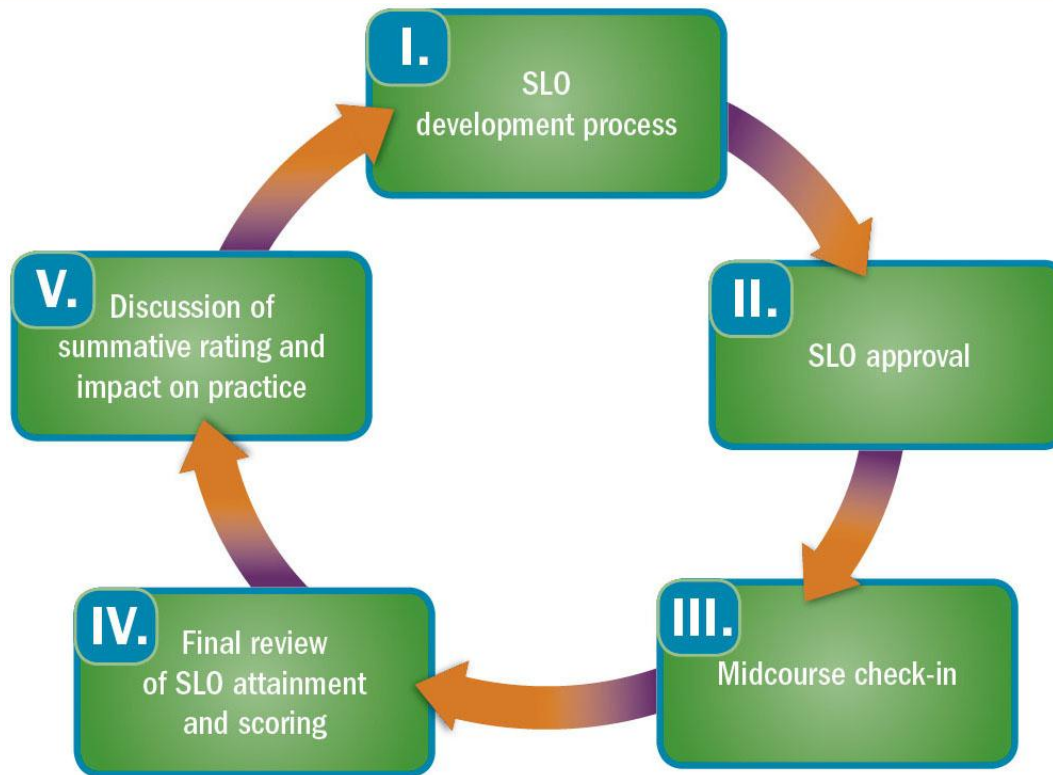 I.
SLO
development process
II.
SLO approval
III.
Midcourse check-in
IV.
Final review
of SLO attainment
and scoring
V.
Discussion of
summative rating and
impact on practice